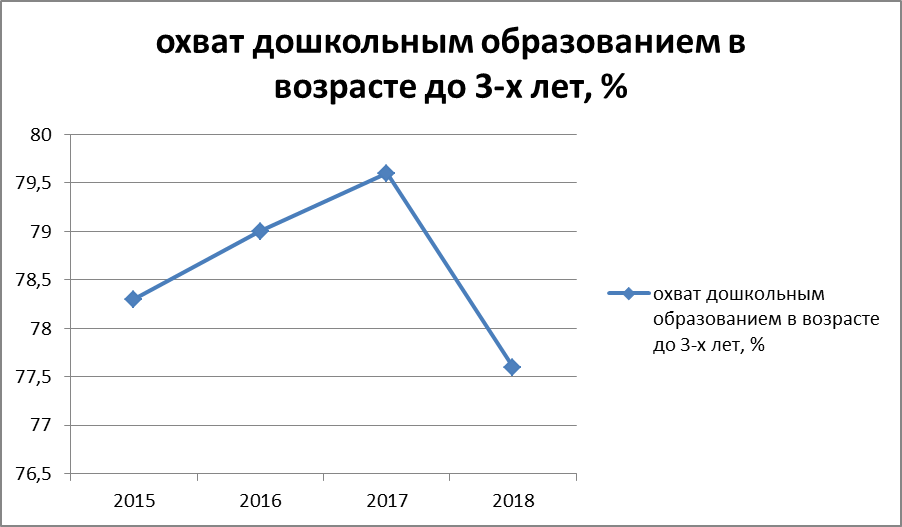 охват дошкольным образованием в
возрасте до 3-х лет, %
80
79,5
79
78,5
78
77,5
77
76,5
2015
2016
2017
2018
охват дошкольным
образованием в возрасте
до 3-х лет, %